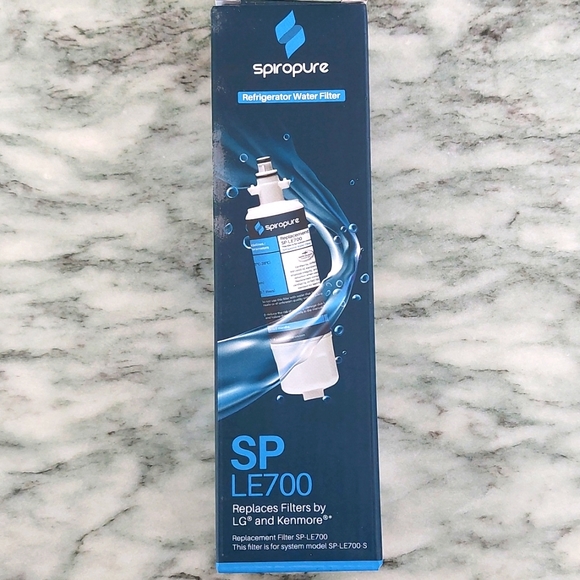 spiropure
Refrigerator Water Filter
spiropure
Replacement
SP-LE700
SP
LE700
Replaces Filters by
LG® and Kenmore®*
Replacement Filter SP-LE700
This filter is for system model SP-LE700-S